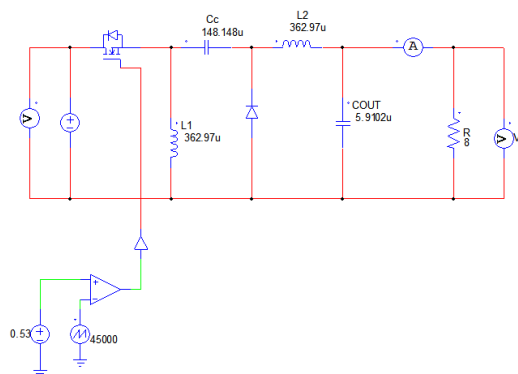 Cc
148.148u
L2
362.97u
A
V
L1
362.97u
COUT
5.9102u
R
8
V
V
0.53
45000